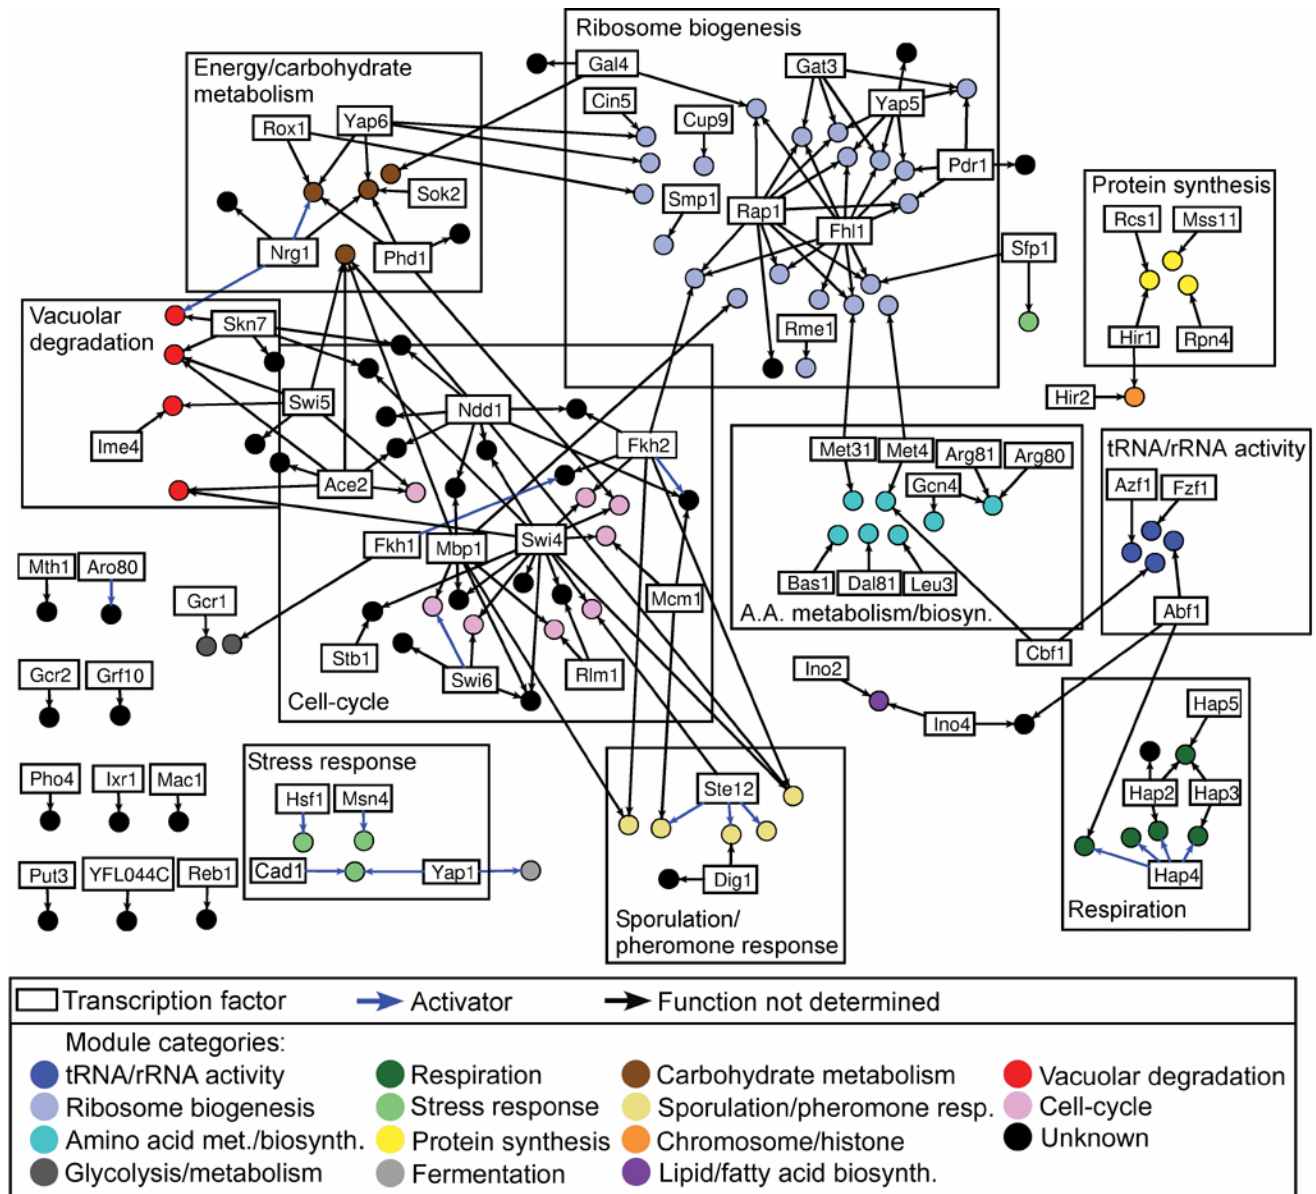 Ribosome biogenesis
Energy/carbohydrate
metabolism
Gal4
Gat3
Cin5
Yap5
Rox1
Yap6
Cup9
Pdr1
Protein synthesis
Sok2
Smp1
Rap1
Rcs1
Mss11
Fhl1
Nrg1
Phd1
Sfp1
Vacuolar
degradation
Skn7
Rme1
Hir1
Rpn4
Swi5
Ndd1
Hir2
Ime4
Fkh2
Met31
Met4
Arg81
Arg80
tRNA/rRNA activity
Ace2
Gcn4
Azf1
Fzf1
Fkh1
Mbp1
Swi4
Mth1
Aro80
Gcr1
Mcm1
Bas1
Dal81
Leu3
A.A. metabolism/biosyn.
Abf1
Stb1
Cbf1
Gcr2
Grf10
Swi6
Rlm1
Ino2
Cell-cycle
Ino4
Hap5
Stress response
Pho4
Ixr1
Mac1
Hsf1
Msn4
Ste12
Hap2
Hap3
Put3
YFL044C
Reb1
Cad1
Yap1
Dig1
Hap4
Respiration
Sporulation/
pheromone response
Transcription factor
Activator
Function not determined
Module categories:
tRNA/rRNA activity
Respiration
Carbohydrate metabolism
Vacuolar degradation
Ribosome biogenesis
Stress response
Sporulation/pheromone resp.
Cell-cycle
Amino acid met./biosynth.
Protein synthesis
Chromosome/histone
Unknown
Glycolysis/metabolism
Fermentation
Lipid/fatty acid biosynth.